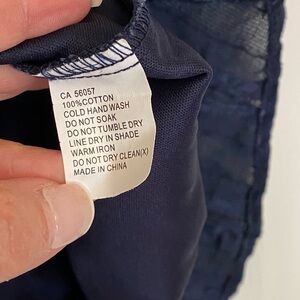 CA 56057
100%COTTON
COLD HAND WASH
DO NOT SOAK
DO NOT TUMBLE DRY
LINE DRY IN SHADE
WARM IRON
DO NOT DRY CLEAN(X)
MADE IN CHINA